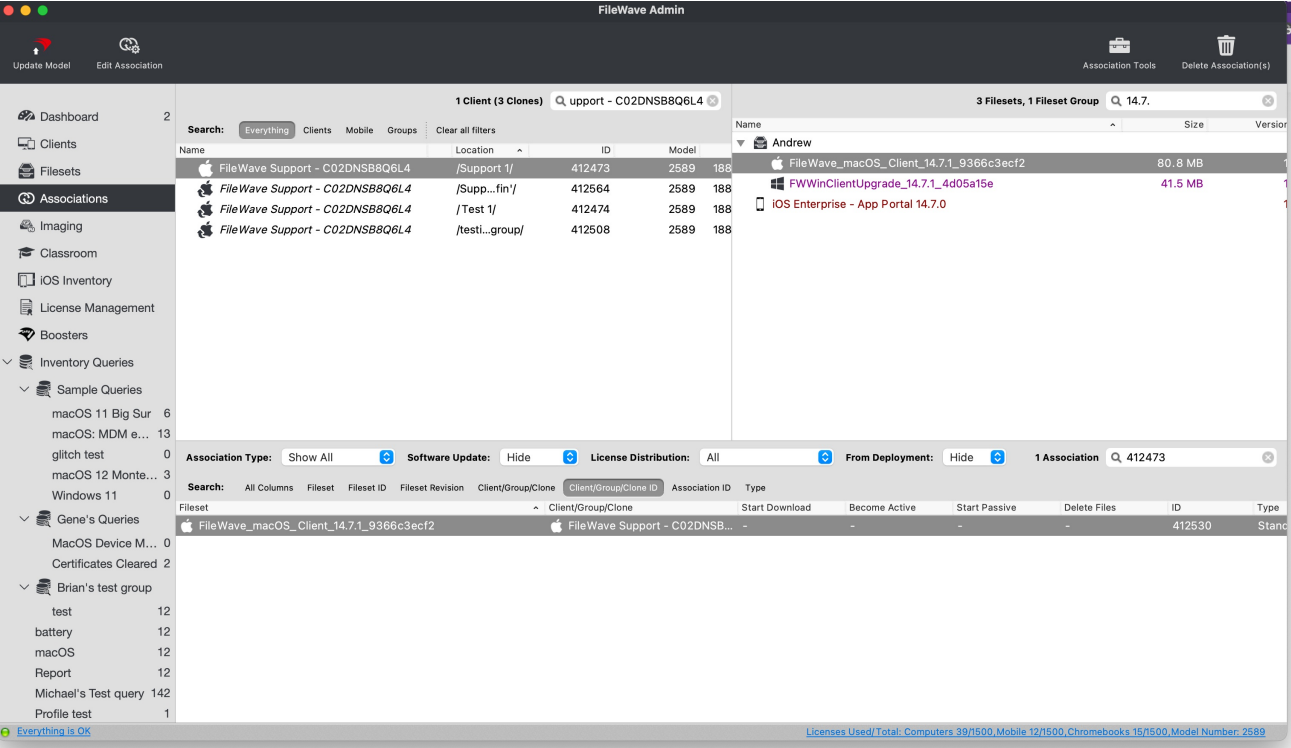 FileWave Admin
Update Model
Edit Association
Association Tools
Delete Association(s)
Dashboard 2
Clients
Filesets
Associations
Imaging
Classroom
iOS Inventory
License Management
Boosters
Inventory Queries
Sample Queries
macOS 11 Big Sur 6
macOS: MDM e... 13
glitch test 0
macOS 12 Monte... 3
Windows 11 0
Gene's Queries
MacOS Device M... 0
Certificates Cleared 2
Brian's test group
test 12
battery 12
macOS 12
Report 12
Michael's Test query 142
Profile test 1
1 Client (3 Clones) upport - C02DNSB8Q6L4
Search: Everything Clients Mobile Groups Clear all filters
Name Location ID Model
FileWave Support - C02DNSB8Q6L4 /Support 1/ 412473 2589 188
FileWave Support - C02DNSB8Q6L4 /Supp...fin'/ 412564 2589 188
FileWave Support - C02DNSB8Q6L4 /Test 1/ 412474 2589 188
FileWave Support - C02DNSB8Q6L4 /testi...group/ 412508 2589 188
3 Filesets, 1 Fileset Group 14.7.
Name Size Version
Andrew
FileWave_macOS_Client_14.7.1_9366c3ecf2 80.8 MB 1
FWWinClientUpgrade_14.7.1_4d05a15e 41.5 MB 1
iOS Enterprise - App Portal 14.7.0 1
Association Type: Show All Software Update: Hide License Distribution: All From Deployment: Hide 1 Association 412473
Search: All Columns Fileset Fileset ID Fileset Revision Client/Group/Clone Client/Group/Clone ID Association ID Type
Fileset Client/Group/Clone Start Download Become Active Start Passive Delete Files ID Type
FileWave_macOS_Client_14.7.1_9366c3ecf2 FileWave Support - C02DNSB... - - - - 412530 Stand
Everything is OK
Licenses Used/Total: Computers 39/1500,Mobile 12/1500,Chromebooks 15/1500,Model Number: 2589